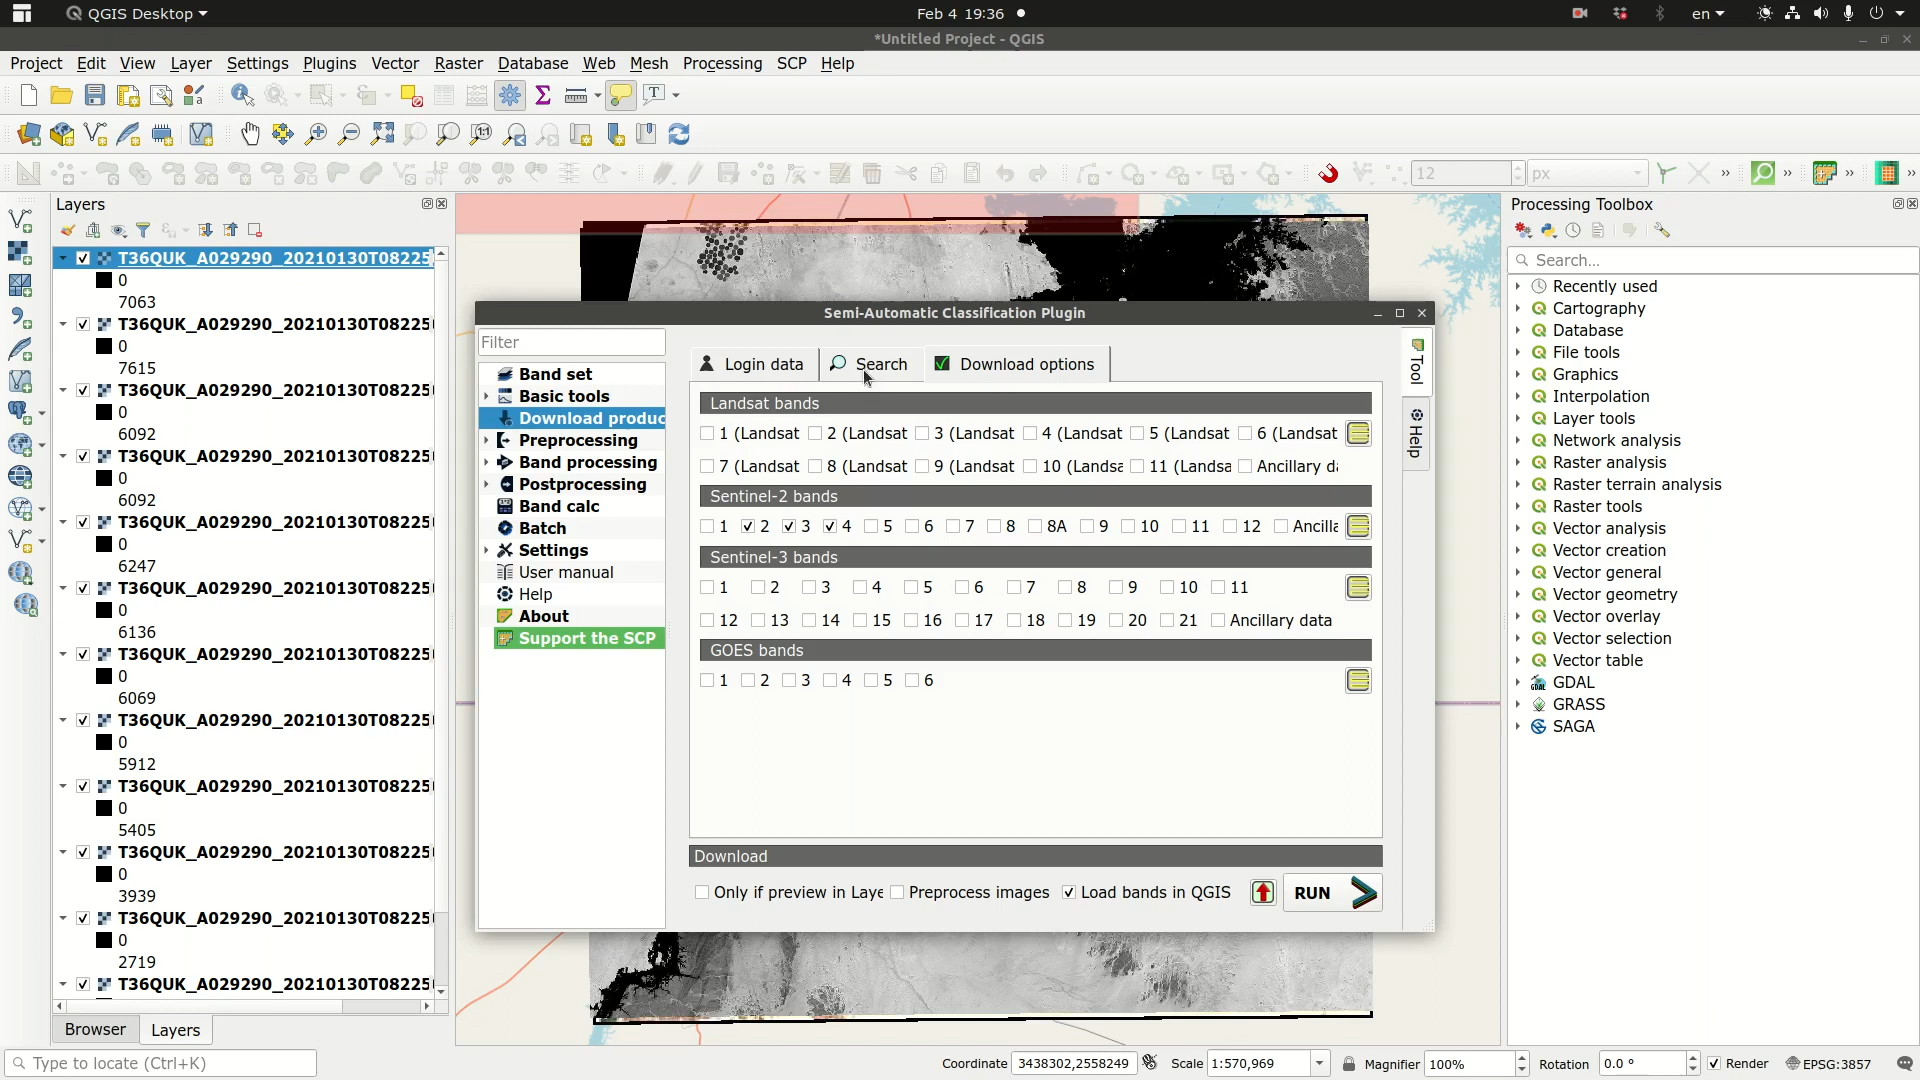 QGIS Desktop
Feb 4 19:36
en
*Untitled Project - QGIS
Project Edit View Layer Settings Plugins Vector Raster Database Web Mesh Processing SCP Help
12 px
Layers
T36QUK_A029290_20210130T08225
0
7063
T36QUK_A029290_20210130T08225
0
7615
T36QUK_A029290_20210130T08225
0
6092
T36QUK_A029290_20210130T08225
0
6092
T36QUK_A029290_20210130T08225
0
6247
T36QUK_A029290_20210130T08225
0
6136
T36QUK_A029290_20210130T08225
0
6069
T36QUK_A029290_20210130T08225
0
5912
T36QUK_A029290_20210130T08225
0
5405
T36QUK_A029290_20210130T08225
0
3939
T36QUK_A029290_20210130T08225
0
2719
T36QUK_A029290_20210130T08225
Browser Layers
Semi-Automatic Classification Plugin
Filter
Band set
Basic tools
Download produc
Preprocessing
Band processing
Postprocessing
Band calc
Batch
Settings
User manual
Help
About
Support the SCP
Login data Search Download options
Landsat bands
1 (Landsat 2 (Landsat 3 (Landsat 4 (Landsat 5 (Landsat 6 (Landsat
7 (Landsat 8 (Landsat 9 (Landsat 10 (Landsa 11 (Landsa Ancillary da
Sentinel-2 bands
1 2 3 4 5 6 7 8 8A 9 10 11 12 Ancilla
Sentinel-3 bands
1 2 3 4 5 6 7 8 9 10 11
12 13 14 15 16 17 18 19 20 21 Ancillary data
GOES bands
1 2 3 4 5 6
Download
Only if preview in Laye Preprocess images Load bands in QGIS RUN
Tool
Help
Processing Toolbox
Search...
Recently used
Cartography
Database
File tools
Graphics
Interpolation
Layer tools
Network analysis
Raster analysis
Raster terrain analysis
Raster tools
Vector analysis
Vector creation
Vector general
Vector geometry
Vector overlay
Vector selection
Vector table
GDAL
GRASS
SAGA
Type to locate (Ctrl+K)
Coordinate 3438302,2558249 Scale 1:570,969 Magnifier 100% Rotation 0.0 ° Render EPSG:3857